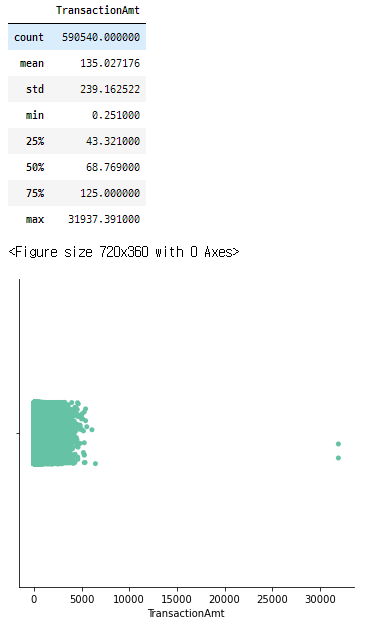 TransactionAmt
count 590540.000000
mean 135.027176
std 239.162522
min 0.251000
25% 43.321000
50% 68.769000
75% 125.000000
max 31937.391000
<Figure size 720x360 with 0 Axes>
0 5000 10000 15000 20000 25000 30000
TransactionAmt